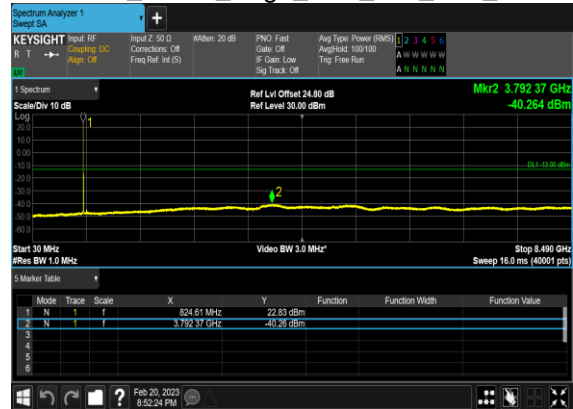 Spectrum Analyzer 1
Swept SA
+
KEYSIGHT Input: RF Input Z: 50 Ω #Atten: 20 dB PNO: Fast Avg Type: Power (RMS) 1 2 3 4 5 6
R T Coupling: DC Corrections: Off Gate: Off Avg|Hold: 100/100 A W W W W W
Align: Off Freq Ref: Int (S) IF Gain: Low Trig: Free Run
LW Sig Track: Off A N N N N N
1 Spectrum Ref Lvl Offset 24.80 dB Mkr2 3.792 37 GHz
Scale/Div 10 dB Ref Level 30.00 dBm -40.264 dBm
Log
20.0 1
10.0
0.00
-10.0 DL1 -13.00 dBm
-20.0
-30.0 2
-40.0
-50.0
-60.0
Start 30 MHz Video BW 3.0 MHz* Stop 8.490 GHz
#Res BW 1.0 MHz Sweep 16.0 ms (40001 pts)
5 Marker Table
Mode Trace Scale X Y Function Function Width Function Value
1 N 1 f 824.61 MHz 22.83 dBm
2 N 1 f 3.792 37 GHz -40.26 dBm
3
4
5
6
? Feb 20, 2023
8:52:24 PM